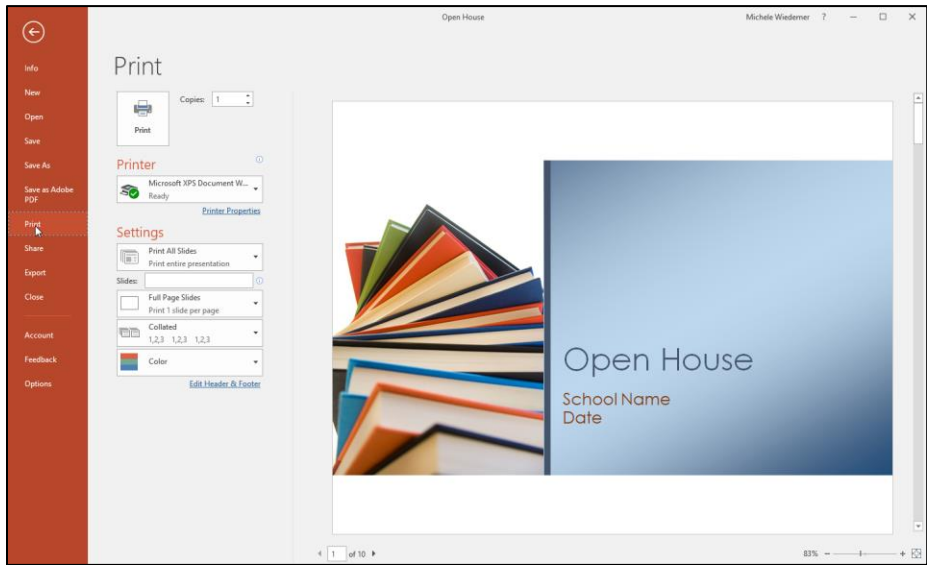 Open House
Michele Wiedemer ?
Info
New
Open
Save
Save As
Save as Adobe
PDF
Print
Share
Export
Close
Account
Feedback
Options
Print
Print
Copies: 1
Printer
Microsoft XPS Document W...
Ready
Printer Properties
Settings
Print All Slides
Print entire presentation
Slides:
Full Page Slides
Print 1 slide per page
Collated
1,2,3 1,2,3 1,2,3
Color
Edit Header & Footer
Open House
School Name
Date
1 of 10
83%